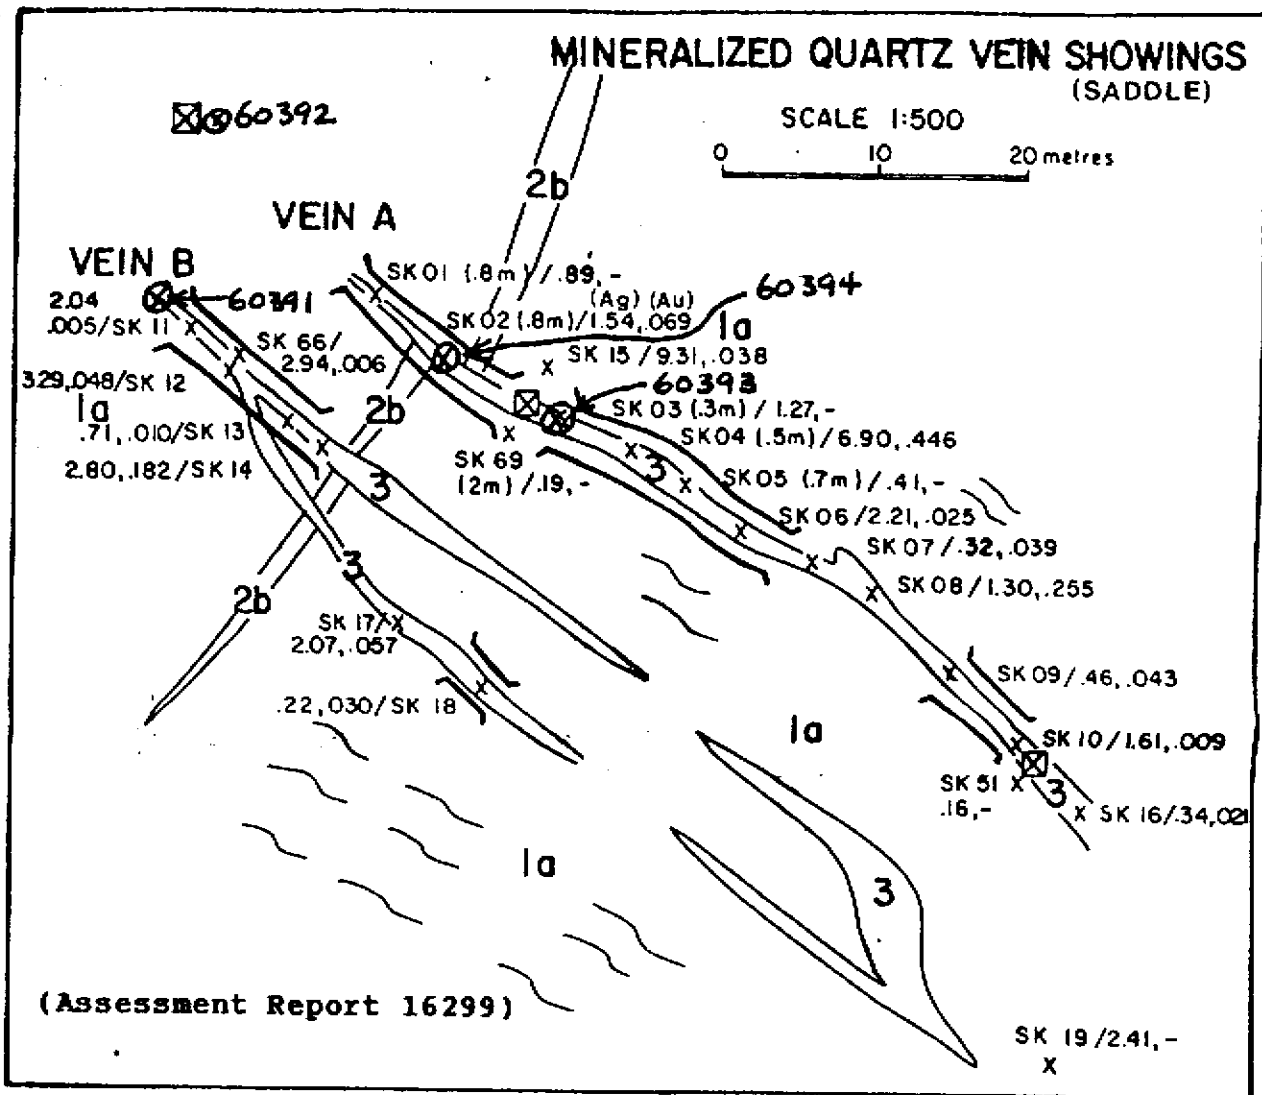 MINERALIZED QUARTZ VEIN SHOWINGS
(SADDLE)
SCALE 1:500
0 10 20 metres
60392
2b
VEIN A
VEIN B
SK 01 (.8m) / .89, -
60394
2.04
60391
(Ag) (Au)
.005/SK 11
SK 02 (.8m)/1.54,.069
1a
SK 66/
2.94,.006
SK 15 / 9.31,.038
329,048/SK 12
60393
1a
2b
SK 03 (.3m) / 1.27, -
.71,.010/SK 13
SK 04 (.5m)/6.90, .446
2.80,.182/SK 14
SK 69
(2m) /.19,-
3
3
SK 05 (.7m)/.41, -
SK 06/2.21,.025
SK 07/.32,.039
3
SK 08/1.30,.255
2b
SK 17/
2.07,.057
SK 09/.46,.043
.22,030/SK 18
1a
SK 10/1.61,.009
SK 51
.16,-
3
SK 16/.34,021
1a
3
(Assessment Report 16299)
SK 19/2.41,-